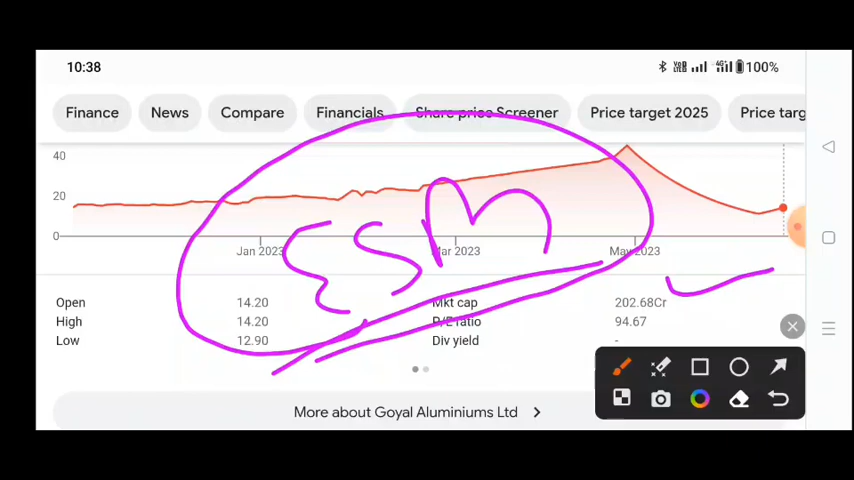 10:38 100%
Finance News Compare Financials Share price Screener Price target 2025 Price targ
40
20
0
Jan 2023 Mar 2023 May 2023
ESM
Open 14.20 Mkt cap 202.68Cr
High 14.20 P/E ratio 94.67
Low 12.90 Div yield -
More about Goyal Aluminiums Ltd